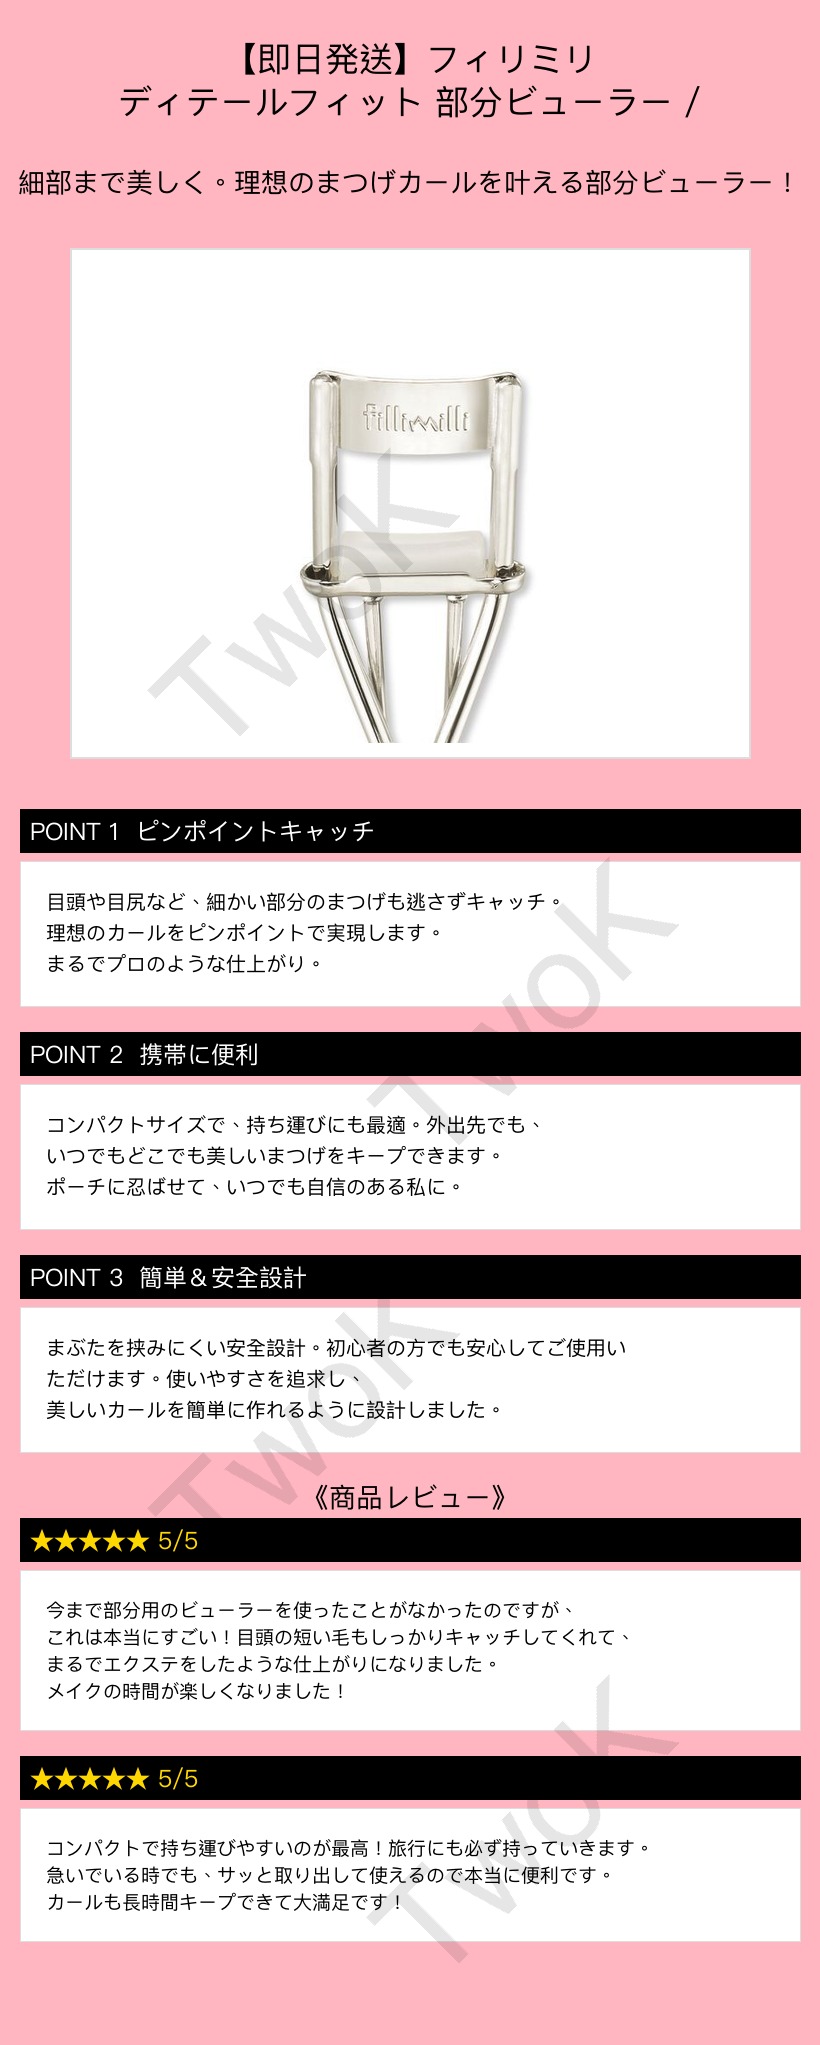 【即日発送】フィリミリ
ディテールフィット 部分ビューラー /
細部まで美しく。理想のまつげカールを叶える部分ビューラー！
fillimilli
TwoK
POINT 1 ピンポイントキャッチ
目頭や目尻など、細かい部分のまつげも逃さずキャッチ。
理想のカールをピンポイントで実現します。
まるでプロのような仕上がり。
TwoK
POINT 2 携帯に便利
コンパクトサイズで、持ち運びにも最適。外出先でも、
いつでもどこでも美しいまつげをキープできます。
ポーチに忍ばせて、いつでも自信のある私に。
POINT 3 簡単＆安全設計
まぶたを挟みにくい安全設計。初心者の方でも安心してご使用い
ただけます。使いやすさを追求し、
美しいカールを簡単に作れるように設計しました。
TwoK
《商品レビュー》
★★★★★ 5/5
今まで部分用のビューラーを使ったことがなかったのですが、
これは本当にすごい！目頭の短い毛もしっかりキャッチしてくれて、
まるでエクステをしたような仕上がりになりました。
メイクの時間が楽しくなりました！
★★★★★ 5/5
コンパクトで持ち運びやすいのが最高！旅行にも必ず持っていきます。
急いでいる時でも、サッと取り出して使えるので本当に便利です。
カールも長時間キープできて大満足です！
TwoK